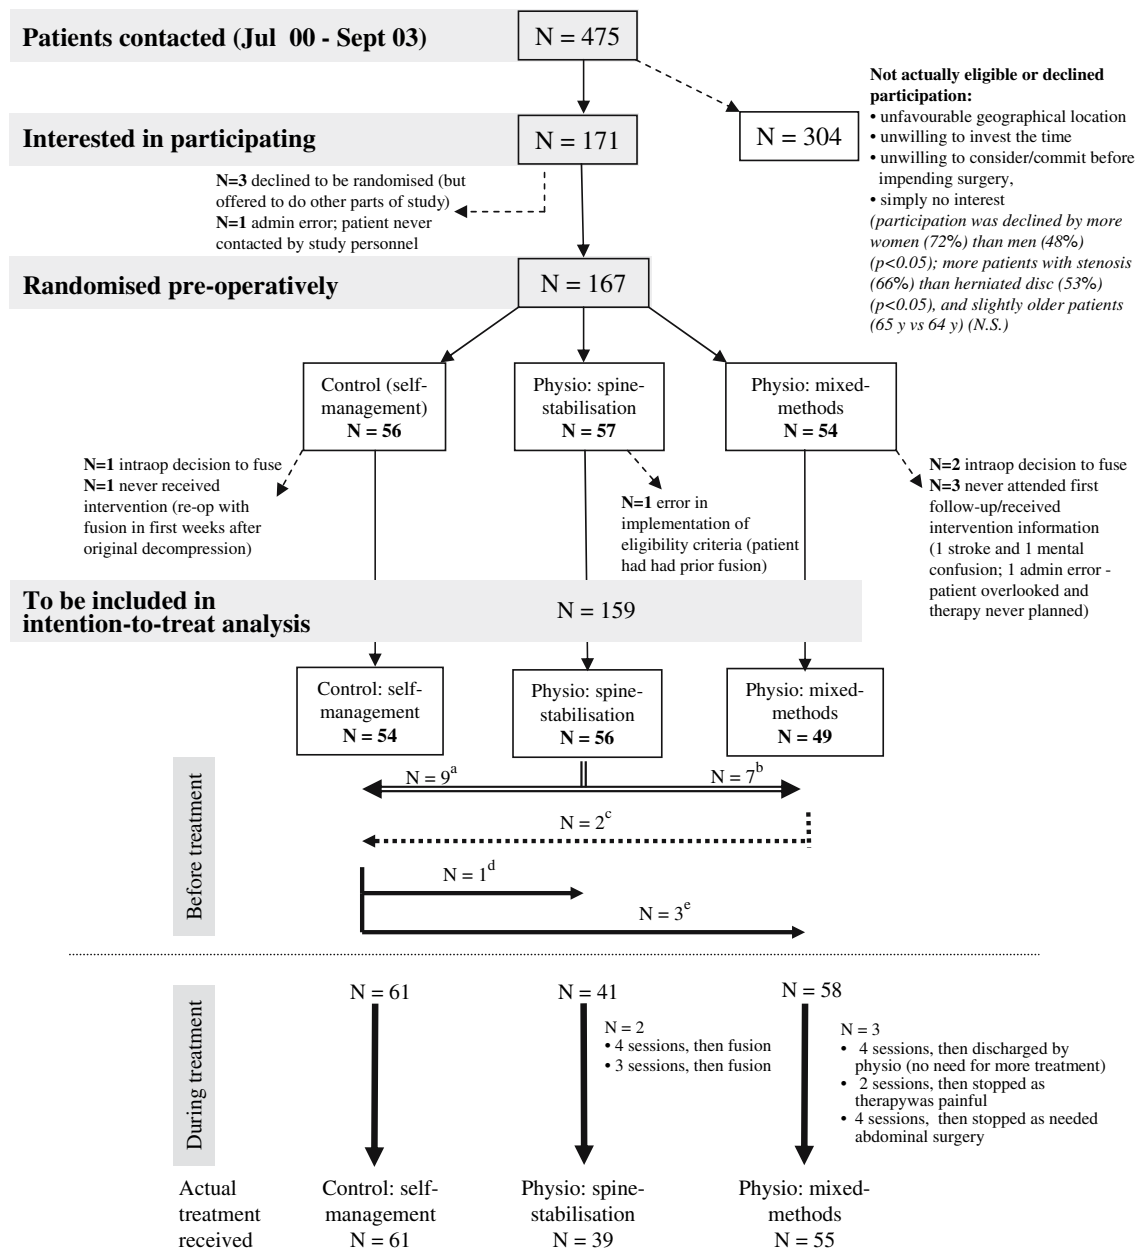 Patients contacted (Jul 00 - Sept 03)
N = 475
Not actually eligible or declined
participation:
• unfavourable geographical location
• unwilling to invest the time
• unwilling to consider/commit before
impending surgery,
• simply no interest
(participation was declined by more
women (72%) than men (48%)
(p<0.05); more patients with stenosis
(66%) than herniated disc (53%)
(p<0.05), and slightly older patients
(65 y vs 64 y) (N.S.)
N = 304
Interested in participating
N = 171
N=3 declined to be randomised (but
offered to do other parts of study)
N=1 admin error; patient never
contacted by study personnel
Randomised pre-operatively
N = 167
Control (self-
management)
N = 56
Physio: spine-
stabilisation
N = 57
Physio: mixed-
methods
N = 54
N=1 intraop decision to fuse
N=1 never received
intervention (re-op with
fusion in first weeks after
original decompression)
N=1 error in
implementation of
eligibility criteria (patient
had had prior fusion)
N=2 intraop decision to fuse
N=3 never attended first
follow-up/received
intervention information
(1 stroke and 1 mental
confusion; 1 admin error -
patient overlooked and
therapy never planned)
To be included in
intention-to-treat analysis
N = 159
Control: self-
management
N = 54
Physio: spine-
stabilisation
N = 56
Physio: mixed-
methods
N = 49
Before treatment
N = 9a
N = 7b
N = 2c
N = 1d
N = 3e
During treatment
N = 61
N = 41
N = 58
N = 2
• 4 sessions, then fusion
• 3 sessions, then fusion
N = 3
• 4 sessions, then discharged by
physio (no need for more treatment)
• 2 sessions, then stopped as
therapywas painful
• 4 sessions, then stopped as needed
abdominal surgery
Actual
treatment
received
Control: self-
management
N = 61
Physio: spine-
stabilisation
N = 39
Physio: mixed-
methods
N = 55